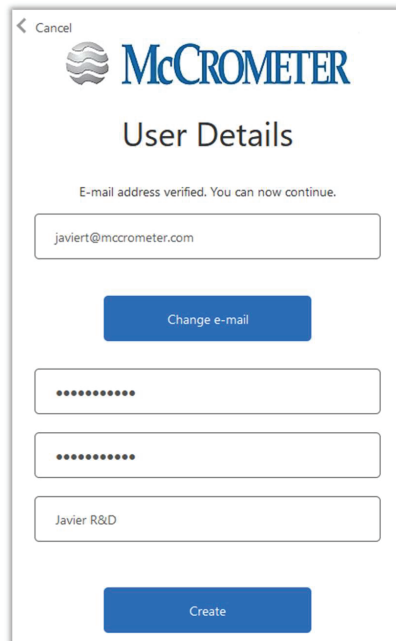 Cancel
McCROMETER
User Details
E-mail address verified. You can now continue.
javiert@mccrometer.com
Change e-mail
•••••••••••
•••••••••••
Javier R&D
Create